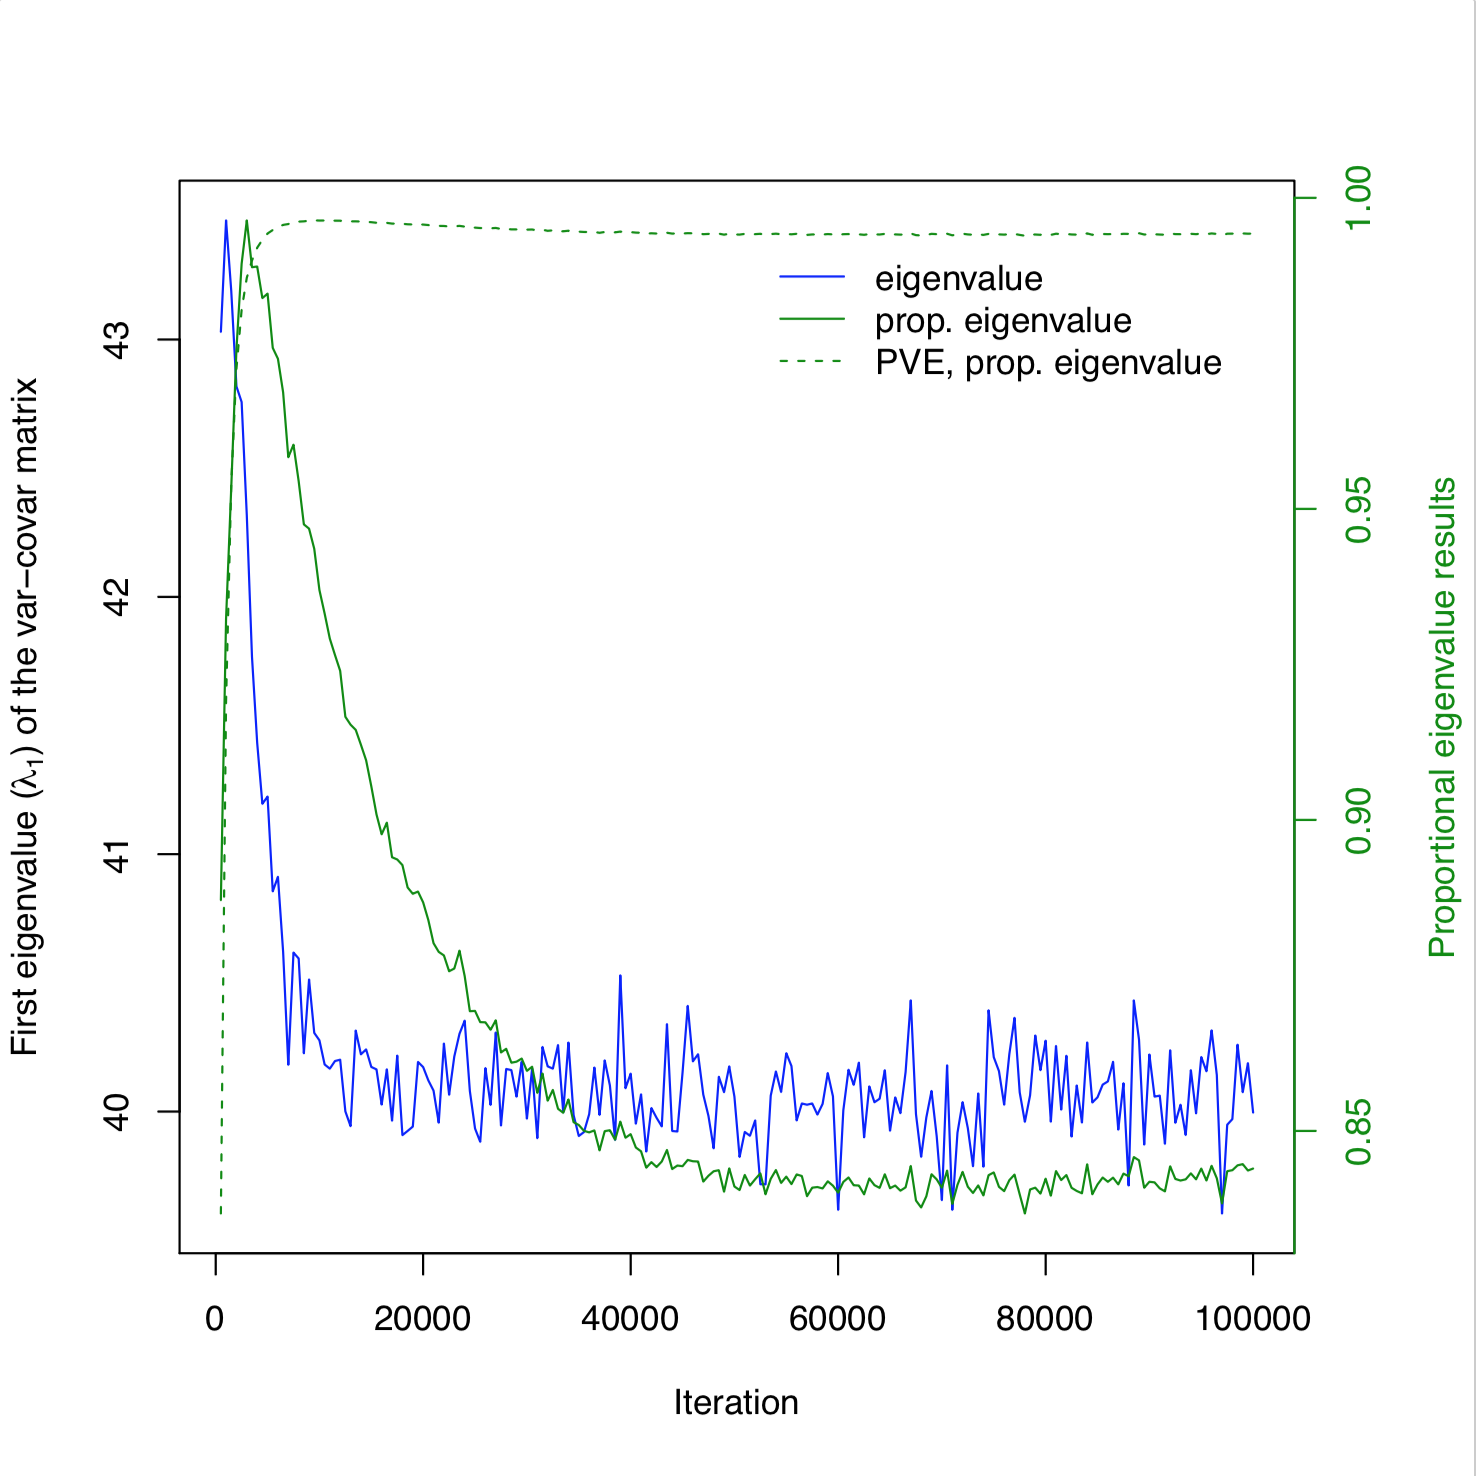 First eigenvalue (λ1) of the var−covar matrix
43
42
41
40
eigenvalue
prop. eigenvalue
PVE, prop. eigenvalue
1.00
0.95
0.90
0.85
Proportional eigenvalue results
0 20000 40000 60000 80000 100000
Iteration